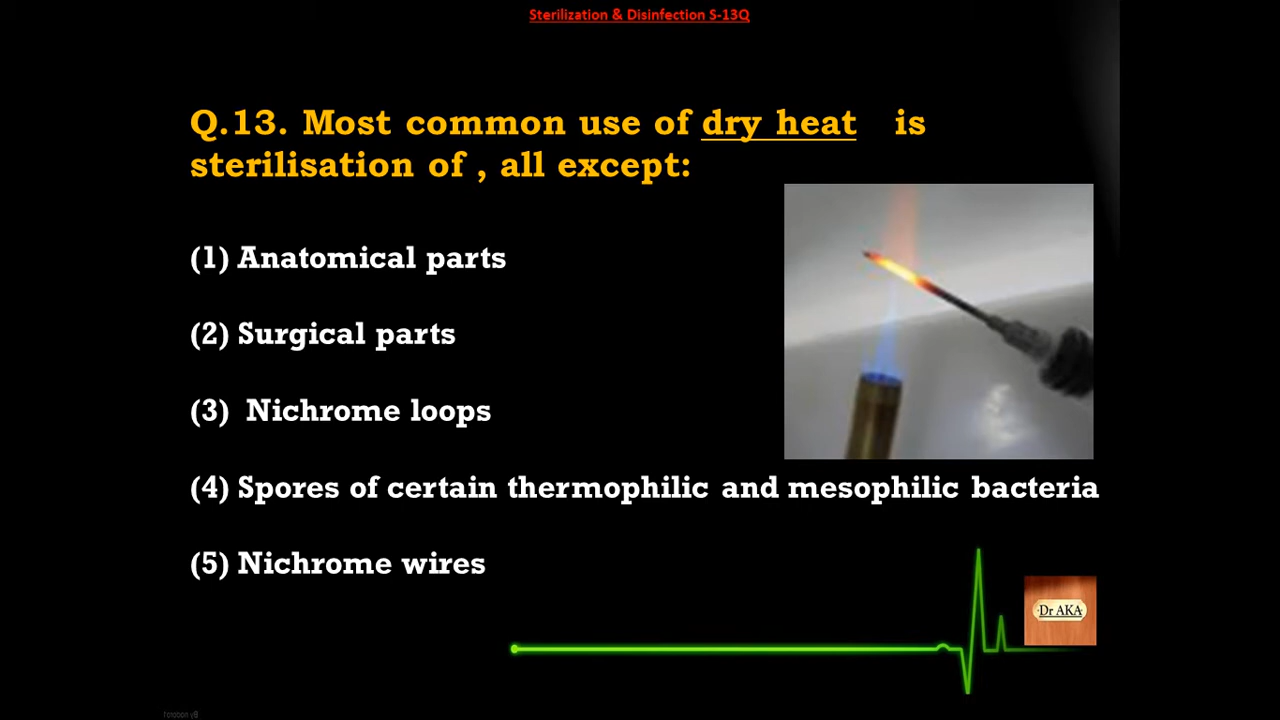 Sterilization & Disinfection S-13Q
Q.13. Most common use of dry heat is
sterilisation of , all except:
(1) Anatomical parts
(2) Surgical parts
(3) Nichrome loops
(4) Spores of certain thermophilic and mesophilic bacteria
(5) Nichrome wires
Dr AKA